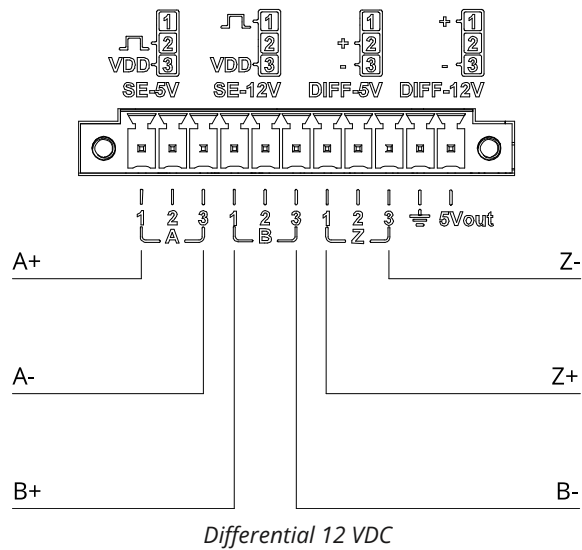 1 1 1 + 1
2 2 + 2 2
VDD 3 VDD 3 - 3 - 3
SE-5V SE-12V DIFF-5V DIFF-12V
1 2 3 1 2 3 1 2 3 5Vout
A B Z
A+ Z-
A- Z+
B+ B-
Differential 12 VDC